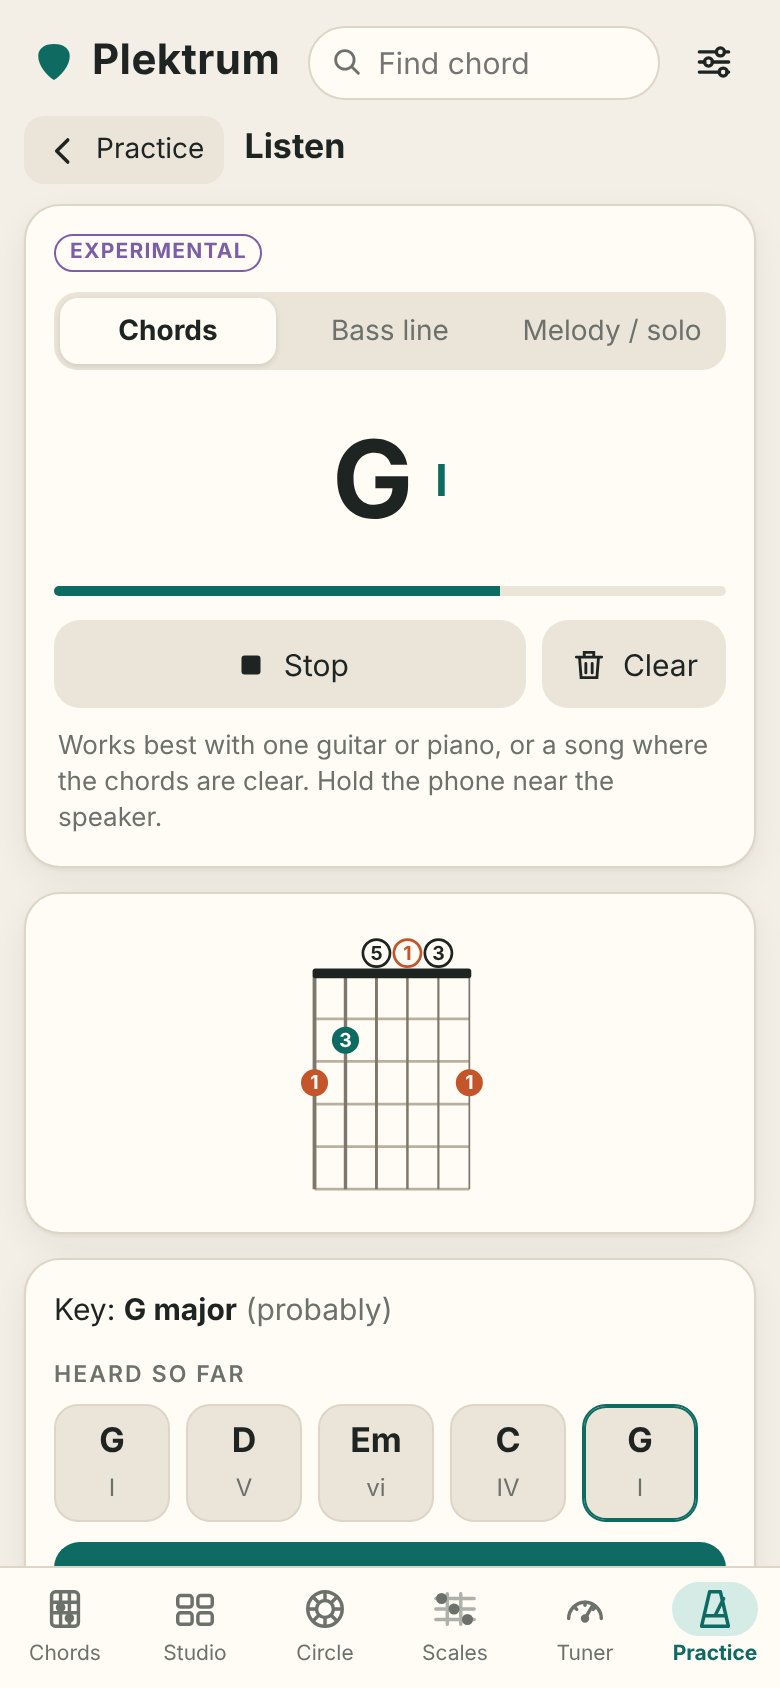 Plektrum
Find chord
Practice
Listen
EXPERIMENTAL
Chords
Bass line
Melody / solo
G I
Stop
Clear
Works best with one guitar or piano, or a song where
the chords are clear. Hold the phone near the
speaker.
5 1 3
3
1 1
Key: G major (probably)
HEARD SO FAR
G D Em C G
I V vi IV I
Chords Studio Circle Scales Tuner Practice